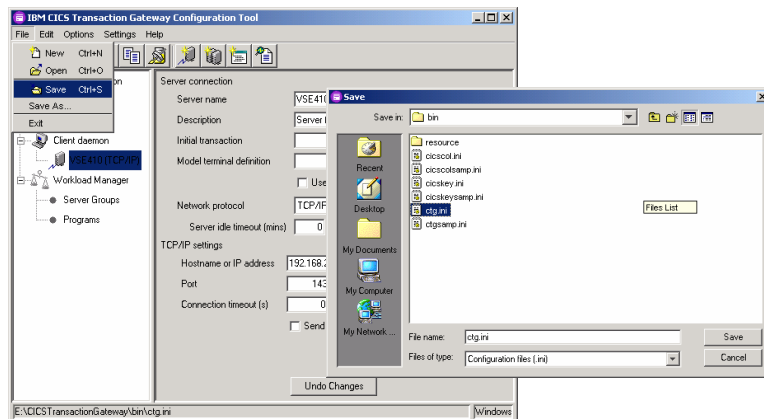 IBM CICS Transaction Gateway Configuration Tool
File Edit Options Settings Help
New Ctrl+N
Open Ctrl+O
Save Ctrl+S
Save As...
Exit
Client daemon
VSE410 (TCP/IP)
Workload Manager
Server Groups
Programs
Server connection
Server name
VSE41
Description
Server
Initial transaction
Model terminal definition
Use
Network protocol
TCP/IP
Server idle timeout (mins)
0
TCP/IP settings
Hostname or IP address
192.168.2
Port
143
Connection timeout (s)
0
Send
Undo Changes
E:\CICSTransactionGateway\bin\ctg.ini
Windows
Save
Save in:
bin
Recent
Desktop
My Documents
My Computer
My Network ...
resource
cicscol.ini
cicscolsamp.ini
cicskey.ini
cicskeysamp.ini
ctg.ini
ctgsamp.ini
Files List
File name:
ctg.ini
Save
Files of type:
Configuration files (.ini)
Cancel